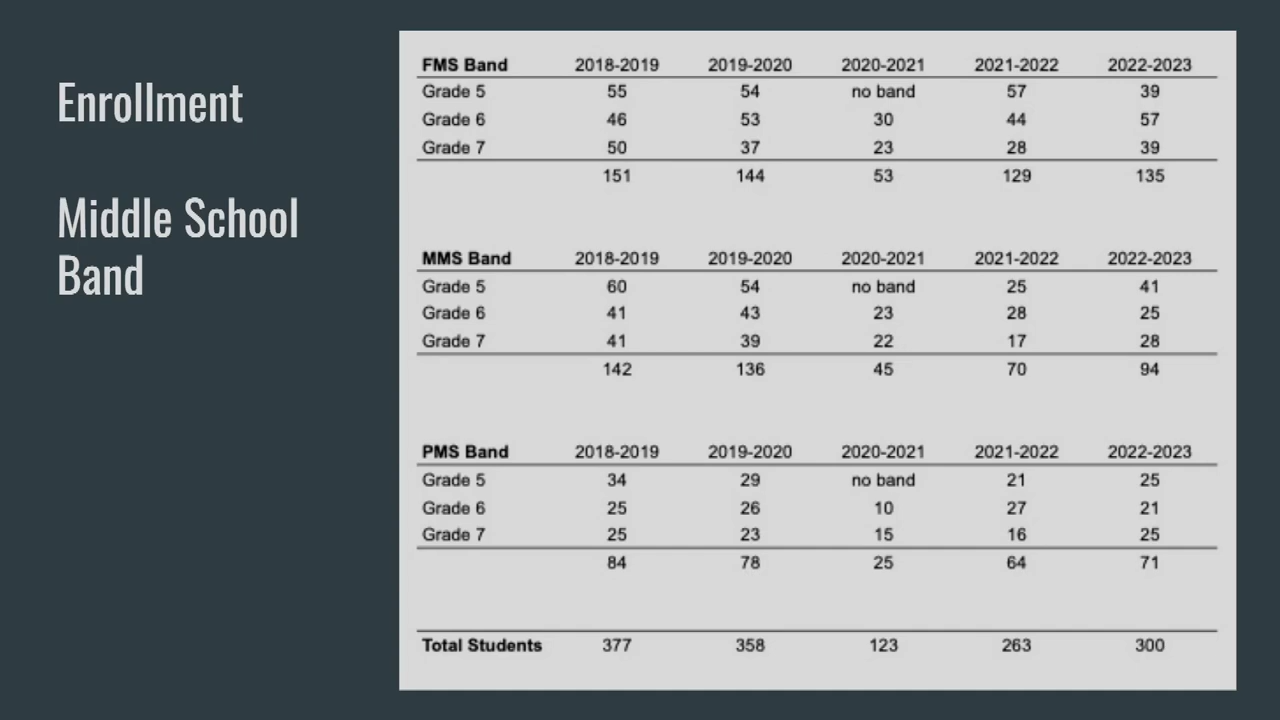 Enrollment
Middle School
Band
FMS Band 2018-2019 2019-2020 2020-2021 2021-2022 2022-2023
Grade 5 55 54 no band 57 39
Grade 6 46 53 30 44 57
Grade 7 50 37 23 28 39
151 144 53 129 135
MMS Band 2018-2019 2019-2020 2020-2021 2021-2022 2022-2023
Grade 5 60 54 no band 25 41
Grade 6 41 43 23 28 25
Grade 7 41 39 22 17 28
142 136 45 70 94
PMS Band 2018-2019 2019-2020 2020-2021 2021-2022 2022-2023
Grade 5 34 29 no band 21 25
Grade 6 25 26 10 27 21
Grade 7 25 23 15 16 25
84 78 25 64 71
Total Students 377 358 123 263 300